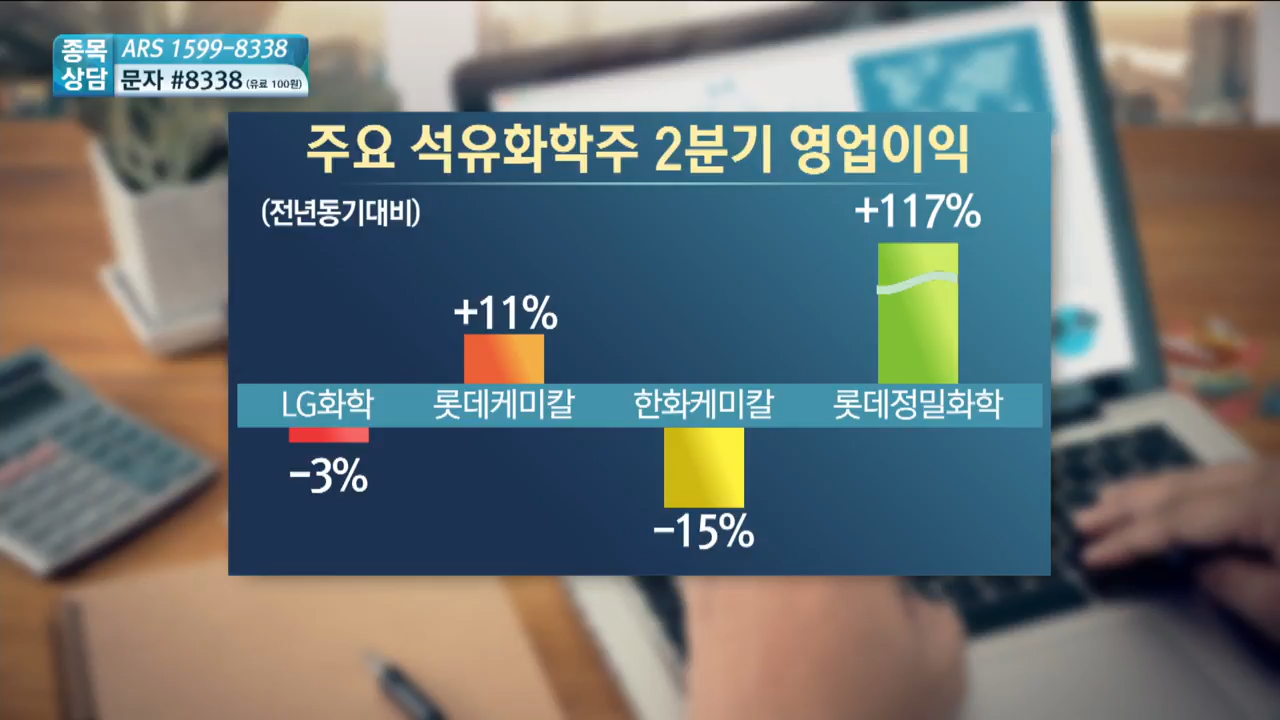 종목상담
ARS 1599-8338
문자 #8338 (유료 100원)
주요 석유화학주 2분기 영업이익
(전년동기대비)
+117%
+11%
LG화학 롯데케미칼 한화케미칼 롯데정밀화학
-3%
-15%